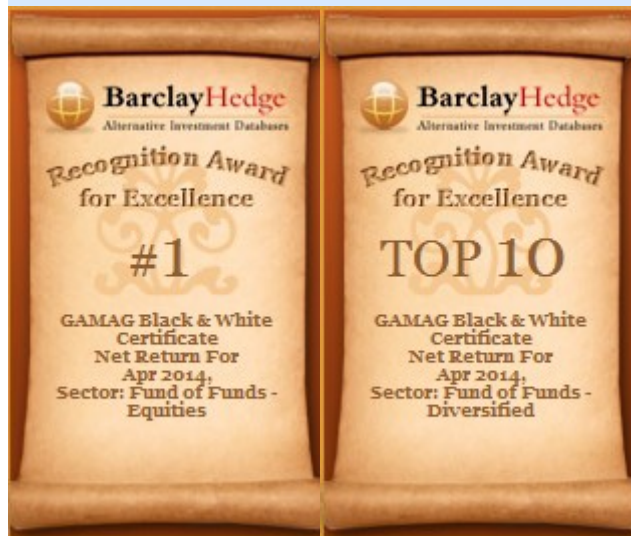 BarclayHedge
Alternative Investment Databases
Recognition Award
for Excellence
#1
GAMAG Black & White
Certificate
Net Return For
Apr 2014,
Sector: Fund of Funds -
Equities
BarclayHedge
Alternative Investment Databases
Recognition Award
for Excellence
TOP 10
GAMAG Black & White
Certificate
Net Return For
Apr 2014,
Sector: Fund of Funds -
Diversified